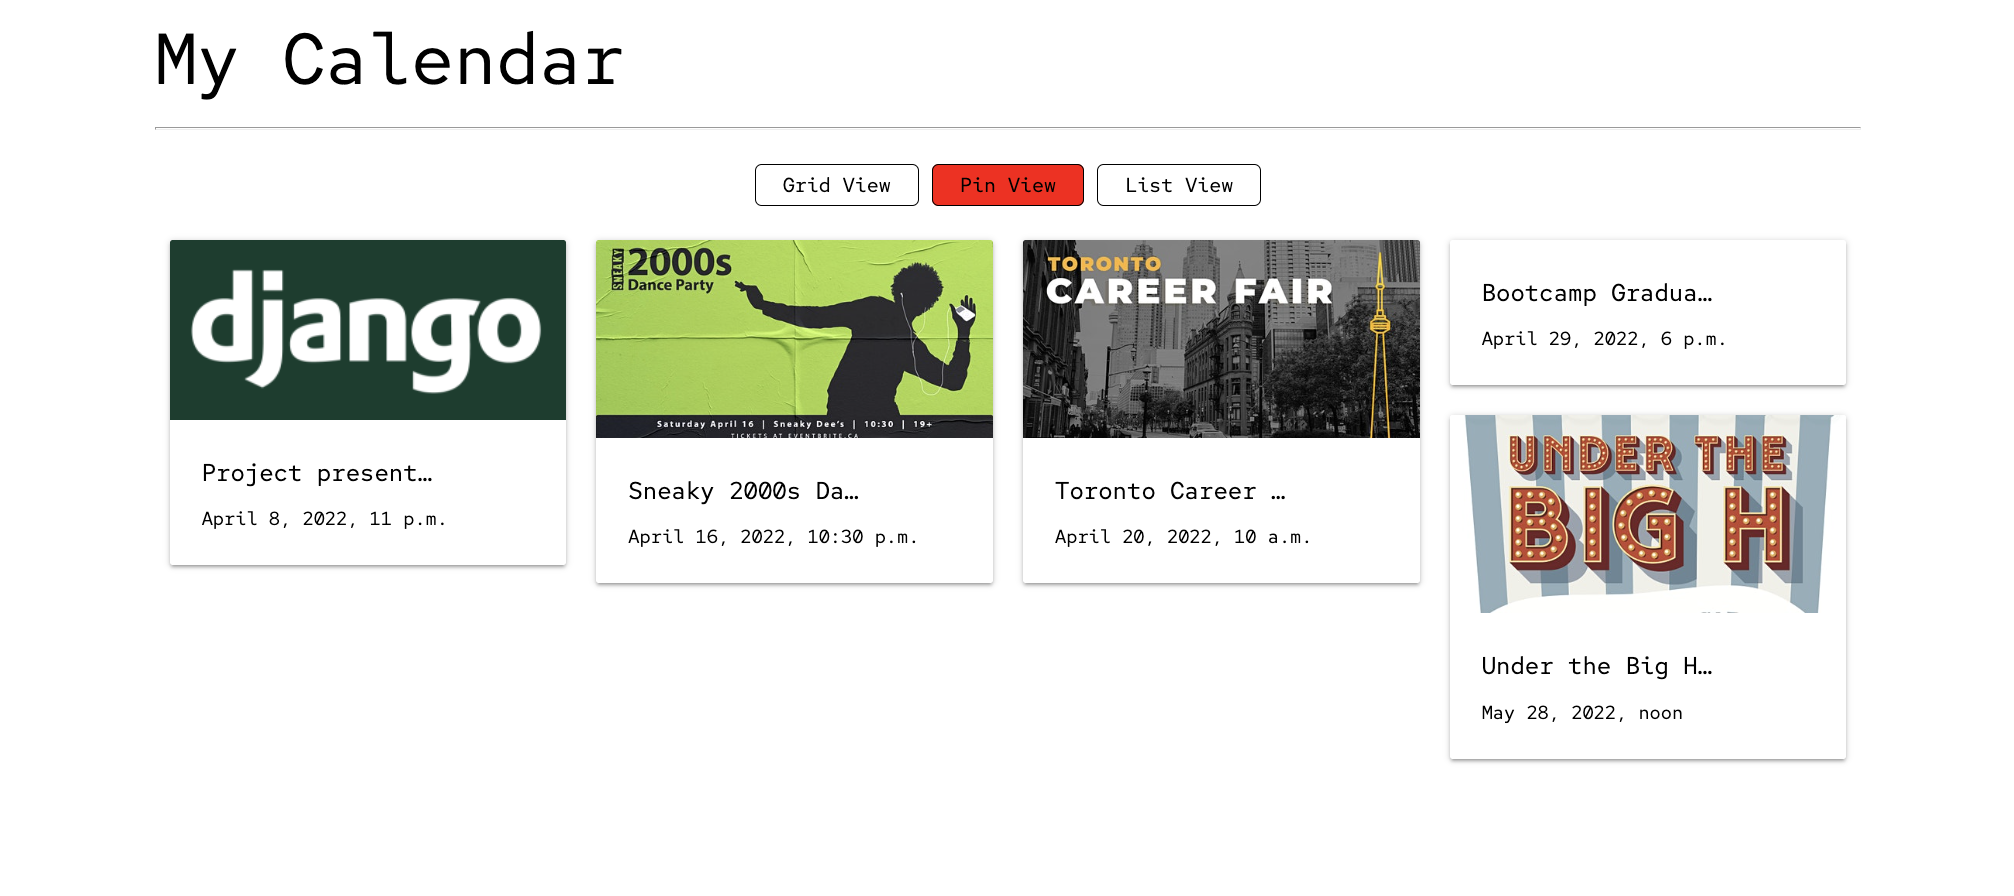 My Calendar
Grid View
Pin View
List View
django
Project present…
April 8, 2022, 11 p.m.
SNEAKY
2000s
Dance Party
Saturday April 16 | Sneaky Dee's | 10:30 | 19+
TICKETS AT EVENTBRITE.CA
Sneaky 2000s Da…
April 16, 2022, 10:30 p.m.
TORONTO
CAREER FAIR
Toronto Career …
April 20, 2022, 10 a.m.
Bootcamp Gradua…
April 29, 2022, 6 p.m.
UNDER THE
BIG H
Under the Big H…
May 28, 2022, noon